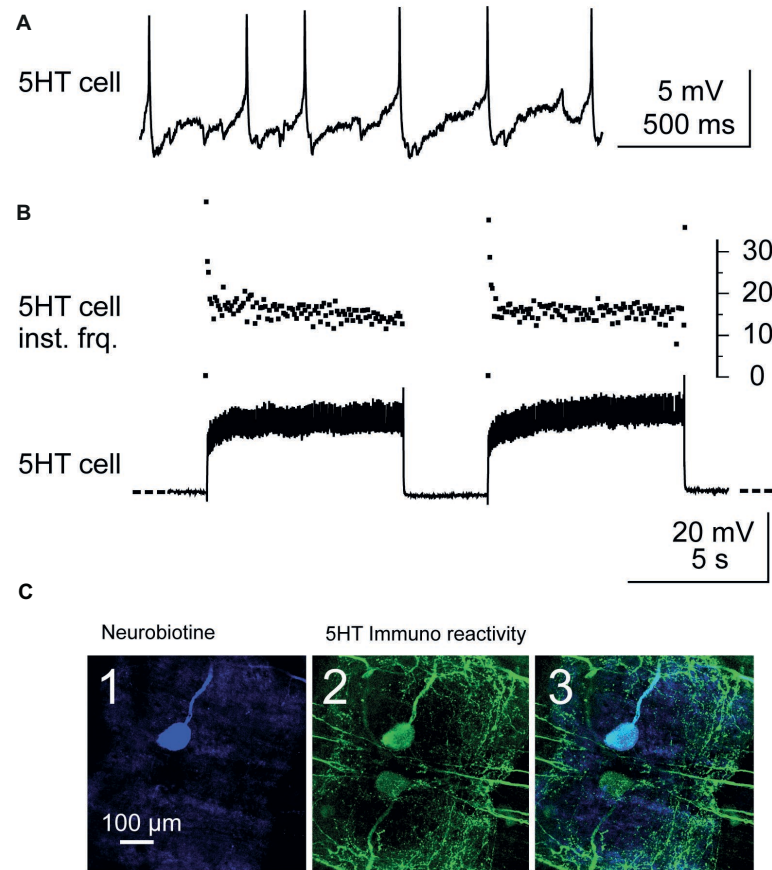 A
5HT cell
5 mV
500 ms
B
5HT cell
inst. frq.
30
20
10
0
5HT cell
20 mV
5 s
C
Neurobiotine
5HT Immuno reactivity
1
2
3
100 µm